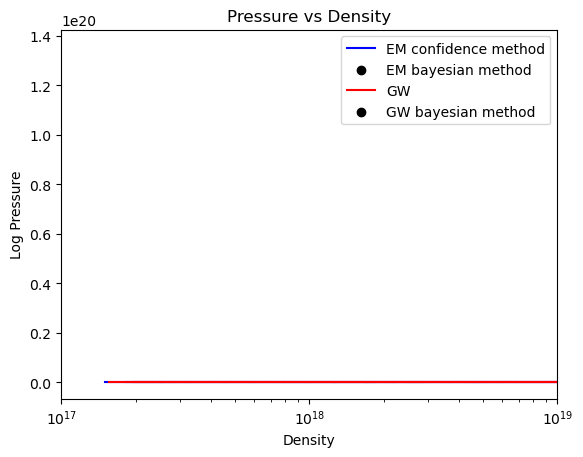 Pressure vs Density
1e20
1.4
1.2
1.0
0.8
0.6
0.4
0.2
0.0
Log Pressure
EM confidence method
EM bayesian method
GW
GW bayesian method
10^17
10^18
10^19
Density